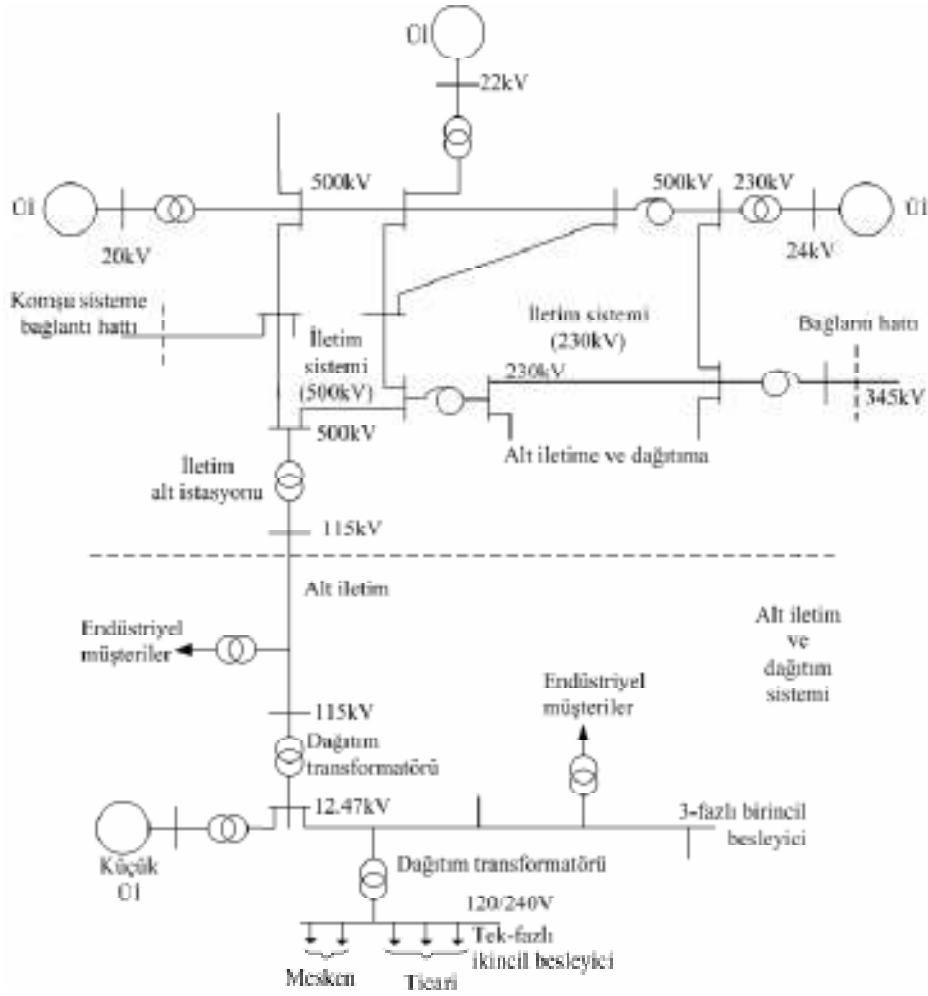 Üİ
22kV
500kV
500kV
230kV
Üİ
Üİ
20kV
24kV
Komşu sisteme
bağlantı hattı
İletim
sistemi
(500kV)
İletim sistemi
(230kV)
Bağlantı hattı
230kV
345kV
500kV
Alt iletime ve dağıtıma
İletim
alt istasyonu
115kV
Alt iletim
Endüstriyel
müşteriler
Alt iletim
ve
dağıtım
sistemi
Endüstriyel
müşteriler
115kV
Dağıtım
transformatörü
12.47kV
3-fazlı birincil
besleyici
Küçük
Üİ
Dağıtım transformatörü
120/240V
Tek-fazlı
ikincil besleyici
Mesken
Ticari